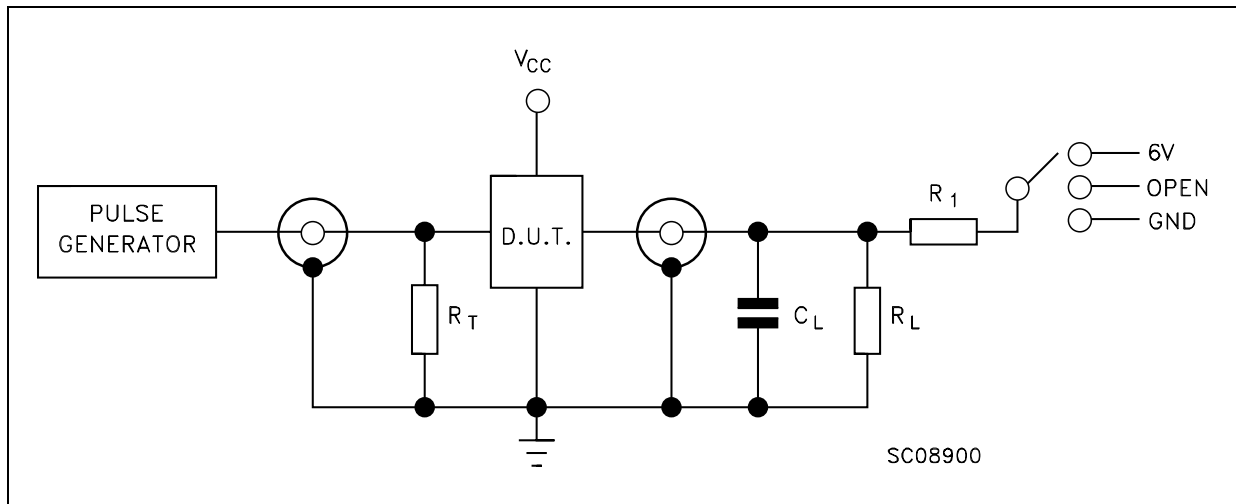 VCC
PULSE
GENERATOR
RT
D.U.T.
CL
RL
R1
6V
OPEN
GND
SC08900